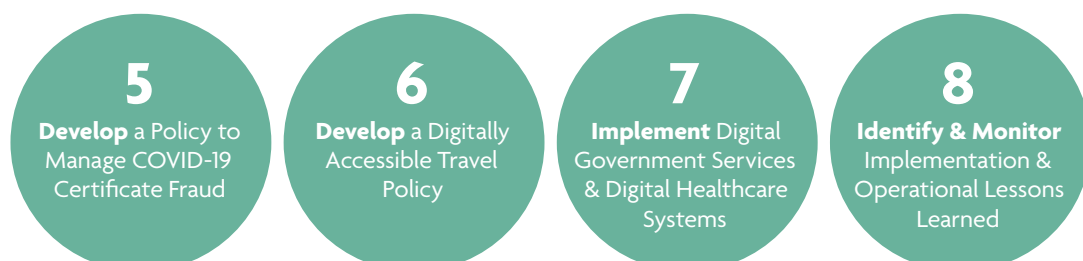 5
Develop a Policy to
Manage COVID-19
Certificate Fraud
6
Develop a Digitally
Accessible Travel
Policy
7
Implement Digital
Government Services
& Digital Healthcare
Systems
8
Identify & Monitor
Implementation &
Operational Lessons
Learned